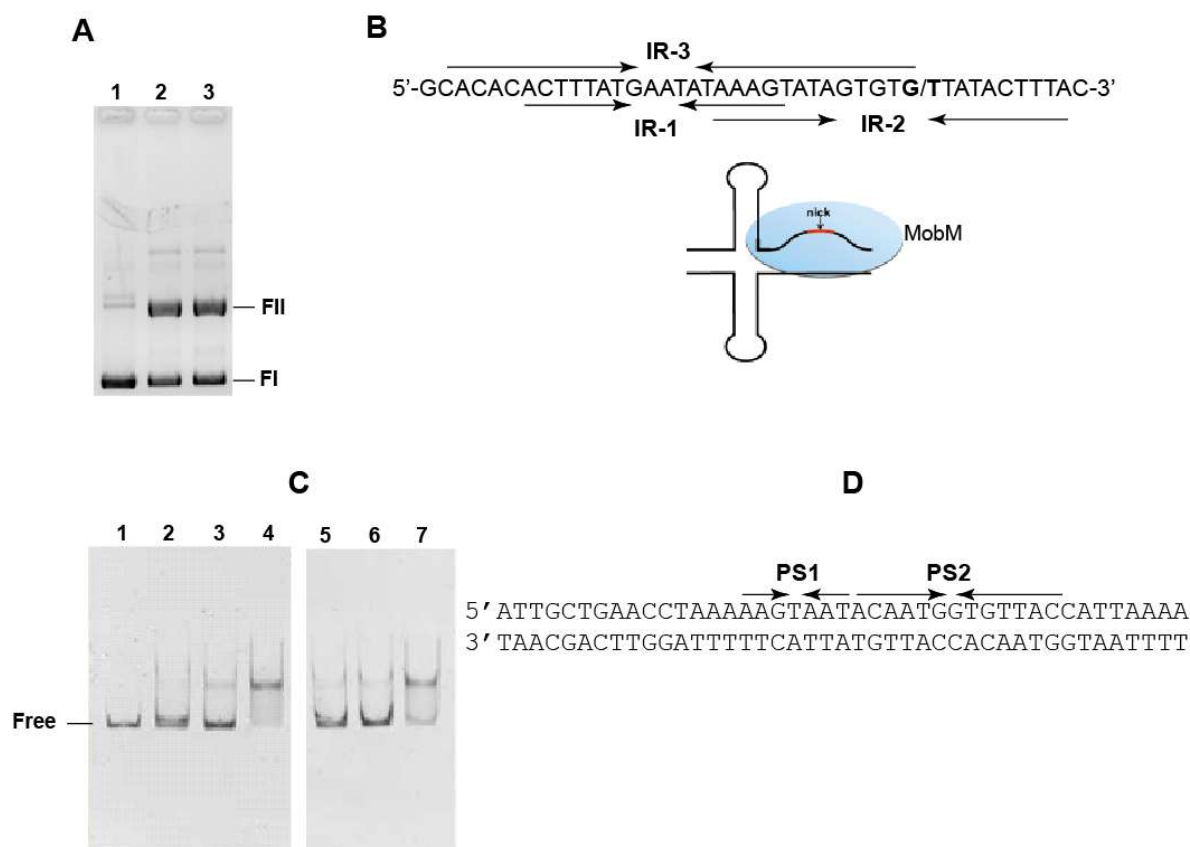 A
1 2 3
FII
FI
B
IR-3
5’-GCACACACTTTATGAATATAAAGTATAGTGTG/TTATACTTTAC-3’
IR-1
IR-2
nick
MobM
C
1 2 3 4 5 6 7
Free
D
PS1 PS2
5’ ATTGCTGAACCTAAAAAGTAATACAATGGTGTTACCATTAAAA
3’ TAACGACTTGGATTTTTCATTATGTTACCACAATGGTAATTTT